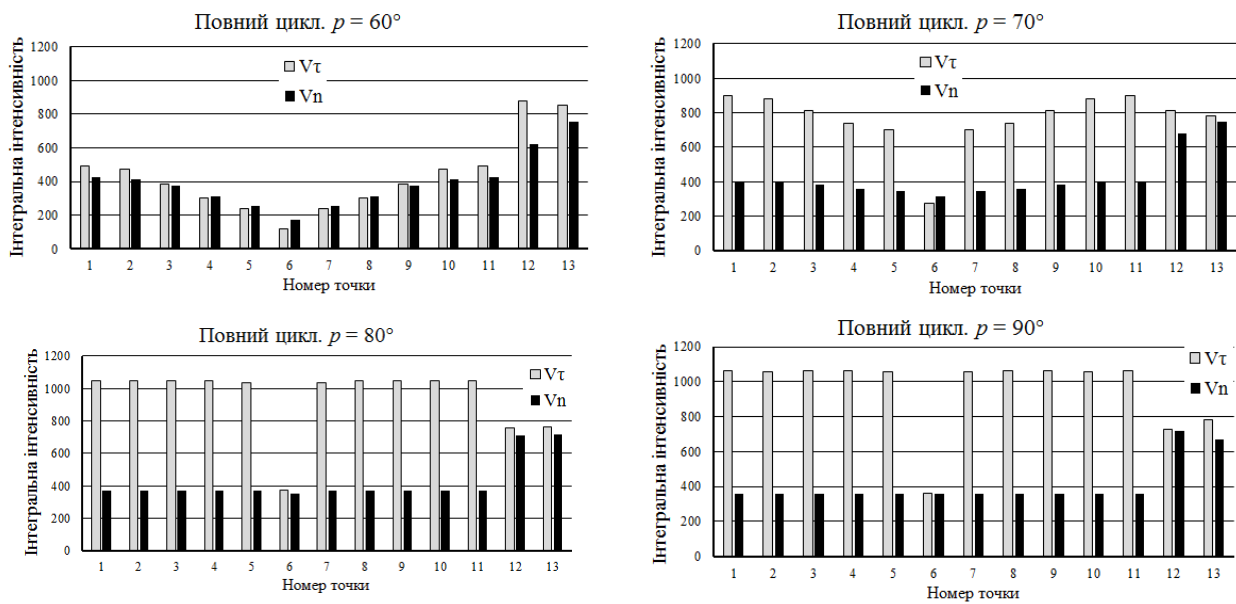 Повний цикл. p = 60°
Інтегральна інтенсивність
1200
1000
800
600
400
200
0
Vτ
Vn
1 2 3 4 5 6 7 8 9 10 11 12 13
Номер точки
Повний цикл. p = 70°
Інтегральна інтенсивність
1200
1000
800
600
400
200
0
Vτ
Vn
1 2 3 4 5 6 7 8 9 10 11 12 13
Номер точки
Повний цикл. p = 80°
Інтегральна інтенсивність
1200
1000
800
600
400
200
0
Vτ
Vn
1 2 3 4 5 6 7 8 9 10 11 12 13
Номер точки
Повний цикл. p = 90°
Інтегральна інтенсивність
1200
1000
800
600
400
200
0
Vτ
Vn
1 2 3 4 5 6 7 8 9 10 11 12 13
Номер точки